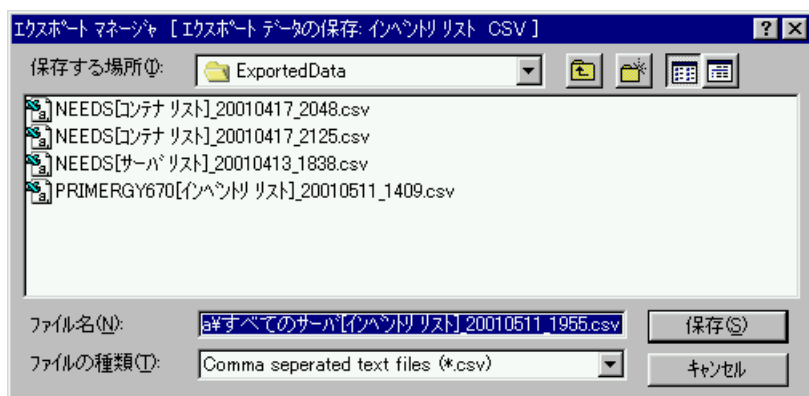 エクスポート マネージャ [ エクスポート データの保存: インベントリ リスト CSV ]
保存する場所(I): ExportedData
NEEDS[コンテナ リスト]_20010417_2048.csv
NEEDS[コンテナ リスト]_20010417_2125.csv
NEEDS[サーバ リスト]_20010413_1838.csv
PRIMERGY670[インベントリ リスト]_20010511_1409.csv
ファイル名(N): a¥すべてのサーバ[インベントリ リスト]_20010511_1955.csv 保存(S)
ファイルの種類(T): Comma seperated text files (*.csv) キャンセル